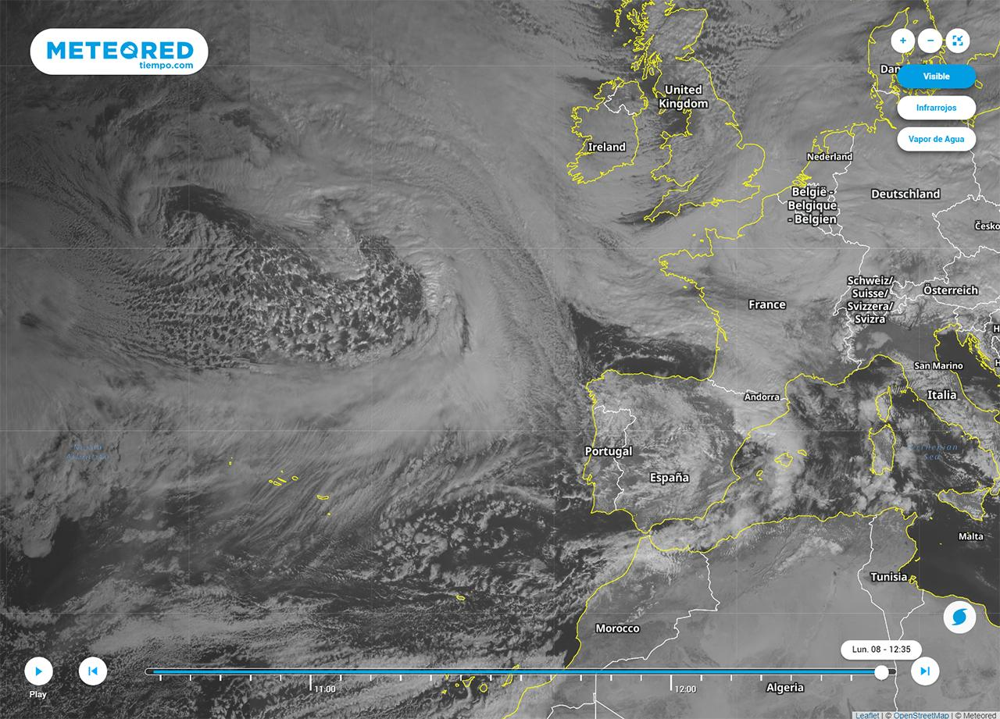 METEORED
tiempo.com
United
Kingdom
Ireland
Dan
Visible
Infrarrojos
Vapor de Agua
Nederland
België -
Belgique
- Belgien
Deutschland
Česko
Schweiz/
Suisse/
Svizzera/
Svizra
Österreich
France
H
H
San Marino
Italia
Andorra
Portugal
España
Sea
Malta
Tunisia
Morocco
Algeria
Lun. 08 - 12:35
Play
11:00
12:00
Leaflet | © OpenStreetMap | © Meteored